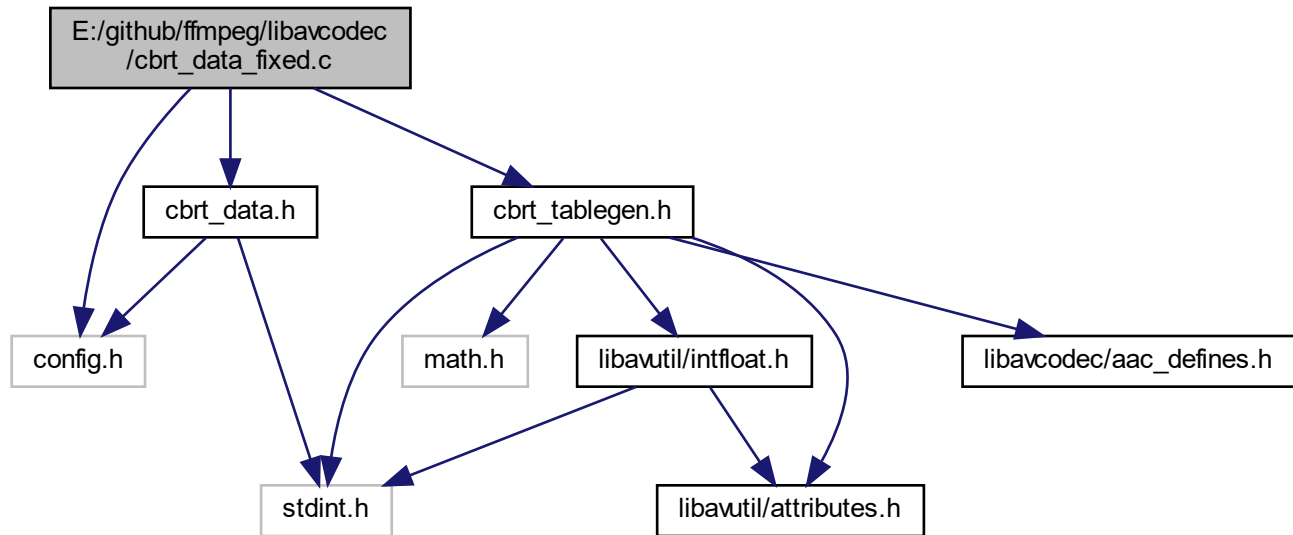 E:/github/ffmpeg/libavcodec
/cbrt_data_fixed.c
cbrt_data.h
cbrt_tablegen.h
config.h
math.h
libavutil/intfloat.h
libavcodec/aac_defines.h
stdint.h
libavutil/attributes.h